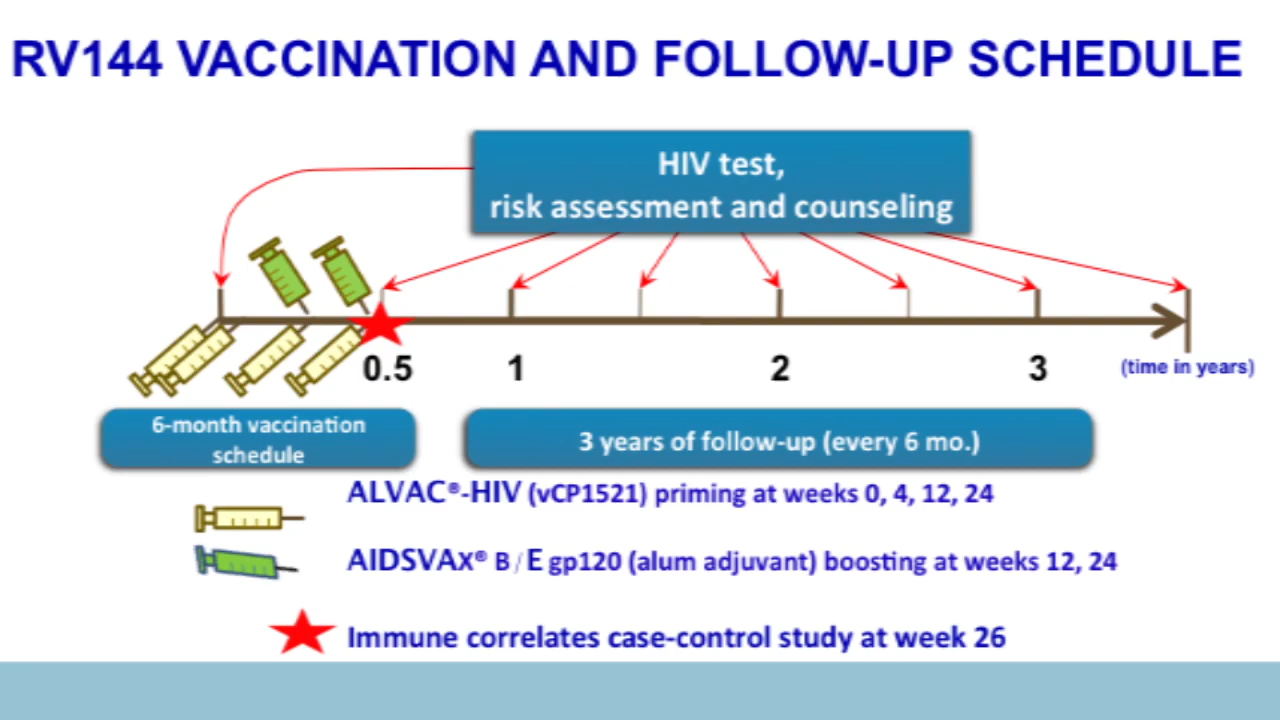 RV144 VACCINATION AND FOLLOW-UP SCHEDULE
HIV test,
risk assessment and counseling
0.5
1
2
3
(time in years)
6-month vaccination
schedule
3 years of follow-up (every 6 mo.)
ALVAC®-HIV (vCP1521) priming at weeks 0, 4, 12, 24
AIDSVAX® B/E gp120 (alum adjuvant) boosting at weeks 12, 24
Immune correlates case-control study at week 26